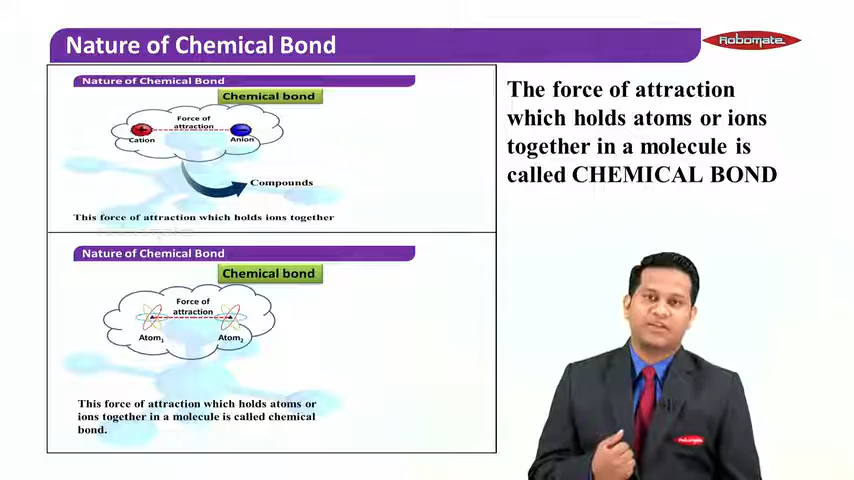 Nature of Chemical Bond
Robomate
Nature of Chemical Bond
Chemical bond
Force of
attraction
+
−
Cation
Anion
Compounds
This force of attraction which holds ions together
Nature of Chemical Bond
Chemical bond
Force of
attraction
Atom₁
Atom₂
This force of attraction which holds atoms or
ions together in a molecule is called chemical
bond.
The force of attraction
which holds atoms or ions
together in a molecule is
called CHEMICAL BOND
Robomate